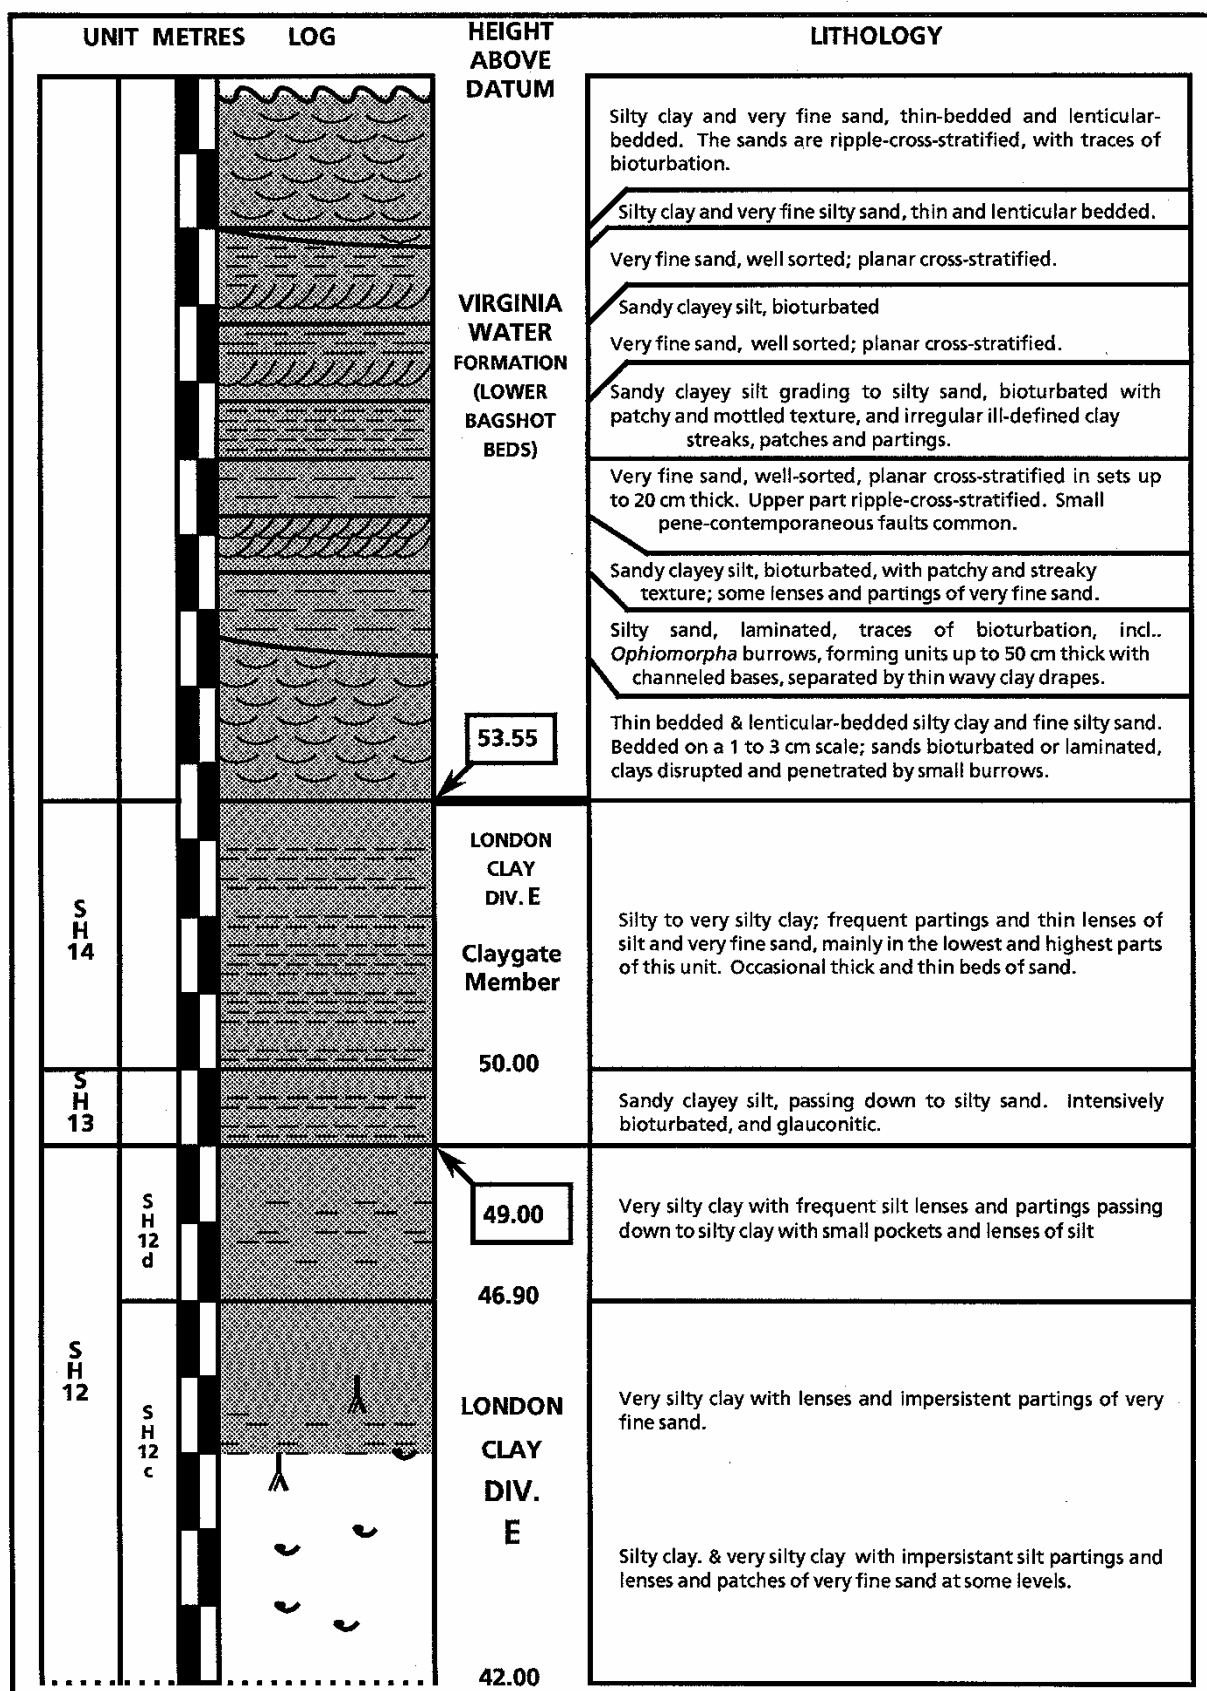 UNIT METRES LOG HEIGHT ABOVE DATUM LITHOLOGY
Silty clay and very fine sand, thin-bedded and lenticular-
bedded. The sands are ripple-cross-stratified, with traces of
bioturbation.
Silty clay and very fine silty sand, thin and lenticular bedded.
Very fine sand, well sorted; planar cross-stratified.
Sandy clayey silt, bioturbated
Very fine sand, well sorted; planar cross-stratified.
Sandy clayey silt grading to silty sand, bioturbated with
patchy and mottled texture, and irregular ill-defined clay
streaks, patches and partings.
Very fine sand, well-sorted, planar cross-stratified in sets up
to 20 cm thick. Upper part ripple-cross-stratified. Small
pene-contemporaneous faults common.
Sandy clayey silt, bioturbated, with patchy and streaky
texture; some lenses and partings of very fine sand.
Silty sand, laminated, traces of bioturbation, incl..
Ophiomorpha burrows, forming units up to 50 cm thick with
channeled bases, separated by thin wavy clay drapes.
Thin bedded & lenticular-bedded silty clay and fine silty sand.
Bedded on a 1 to 3 cm scale; sands bioturbated or laminated,
clays disrupted and penetrated by small burrows.
VIRGINIA
WATER
FORMATION
(LOWER
BAGSHOT
BEDS)
53.55
S
H
14
LONDON
CLAY
DIV. E
Claygate
Member
50.00
Silty to very silty clay; frequent partings and thin lenses of
silt and very fine sand, mainly in the lowest and highest parts
of this unit. Occasional thick and thin beds of sand.
S
H
13
Sandy clayey silt, passing down to silty sand. Intensively
bioturbated, and glauconitic.
S
H
12
S
H
12
d
49.00
46.90
Very silty clay with frequent silt lenses and partings passing
down to silty clay with small pockets and lenses of silt
S
H
12
c
LONDON
CLAY
DIV.
E
42.00
Very silty clay with lenses and impersistent partings of very
fine sand.
Silty clay. & very silty clay with impersistant silt partings and
lenses and patches of very fine sand at some levels.